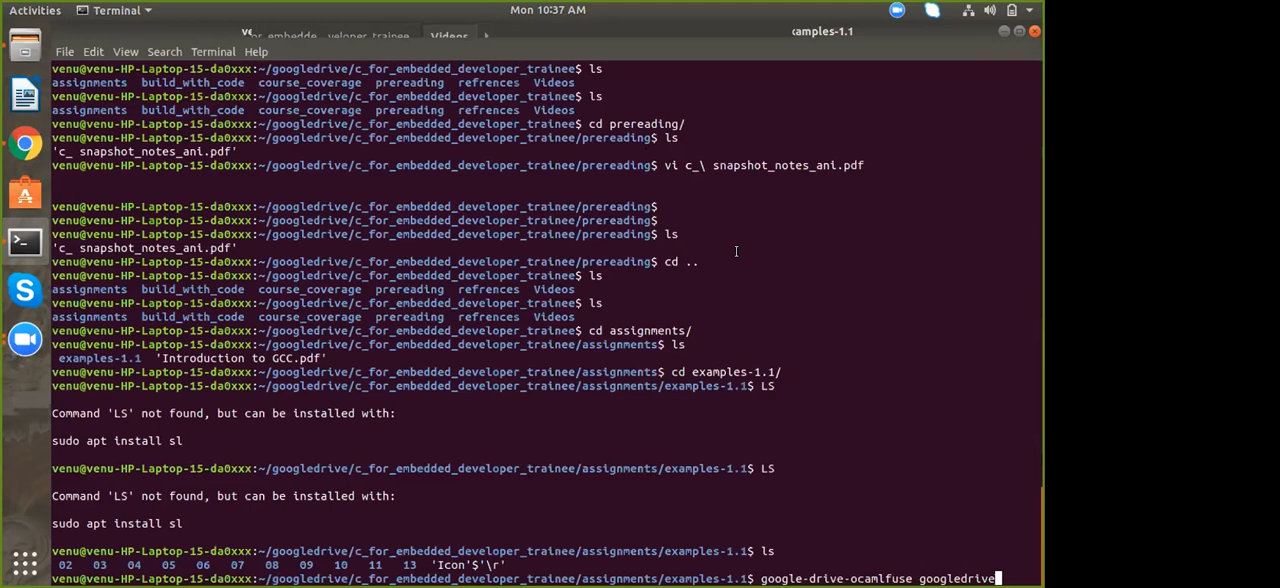 Activities Terminal Mon 10:37 AM
Videos camples-1.1
File Edit View Search Terminal Help
venu@venu-HP-Laptop-15-da0xxx:~/googledrive/c_for_embedded_developer_trainee$ ls
assignments build_with_code course_coverage prereading refrences Videos
venu@venu-HP-Laptop-15-da0xxx:~/googledrive/c_for_embedded_developer_trainee$ ls
assignments build_with_code course_coverage prereading refrences Videos
venu@venu-HP-Laptop-15-da0xxx:~/googledrive/c_for_embedded_developer_trainee$ cd prereading/
venu@venu-HP-Laptop-15-da0xxx:~/googledrive/c_for_embedded_developer_trainee/prereading$ ls
'c_ snapshot_notes_ani.pdf'
venu@venu-HP-Laptop-15-da0xxx:~/googledrive/c_for_embedded_developer_trainee/prereading$ vi c_\ snapshot_notes_ani.pdf
venu@venu-HP-Laptop-15-da0xxx:~/googledrive/c_for_embedded_developer_trainee/prereading$
venu@venu-HP-Laptop-15-da0xxx:~/googledrive/c_for_embedded_developer_trainee/prereading$
venu@venu-HP-Laptop-15-da0xxx:~/googledrive/c_for_embedded_developer_trainee/prereading$ ls
'c_ snapshot_notes_ani.pdf'
venu@venu-HP-Laptop-15-da0xxx:~/googledrive/c_for_embedded_developer_trainee/prereading$ cd ..
venu@venu-HP-Laptop-15-da0xxx:~/googledrive/c_for_embedded_developer_trainee$ ls
assignments build_with_code course_coverage prereading refrences Videos
venu@venu-HP-Laptop-15-da0xxx:~/googledrive/c_for_embedded_developer_trainee$ ls
assignments build_with_code course_coverage prereading refrences Videos
venu@venu-HP-Laptop-15-da0xxx:~/googledrive/c_for_embedded_developer_trainee$ cd assignments/
venu@venu-HP-Laptop-15-da0xxx:~/googledrive/c_for_embedded_developer_trainee/assignments$ ls
examples-1.1 'Introduction to GCC.pdf'
venu@venu-HP-Laptop-15-da0xxx:~/googledrive/c_for_embedded_developer_trainee/assignments$ cd examples-1.1/
venu@venu-HP-Laptop-15-da0xxx:~/googledrive/c_for_embedded_developer_trainee/assignments/examples-1.1$ LS
Command 'LS' not found, but can be installed with:
sudo apt install sl
venu@venu-HP-Laptop-15-da0xxx:~/googledrive/c_for_embedded_developer_trainee/assignments/examples-1.1$ LS
Command 'LS' not found, but can be installed with:
sudo apt install sl
venu@venu-HP-Laptop-15-da0xxx:~/googledrive/c_for_embedded_developer_trainee/assignments/examples-1.1$ ls
02 03 04 05 06 07 08 09 10 11 13 'Icon'$'\r'
venu@venu-HP-Laptop-15-da0xxx:~/googledrive/c_for_embedded_developer_trainee/assignments/examples-1.1$ google-drive-ocamlfuse googledrive